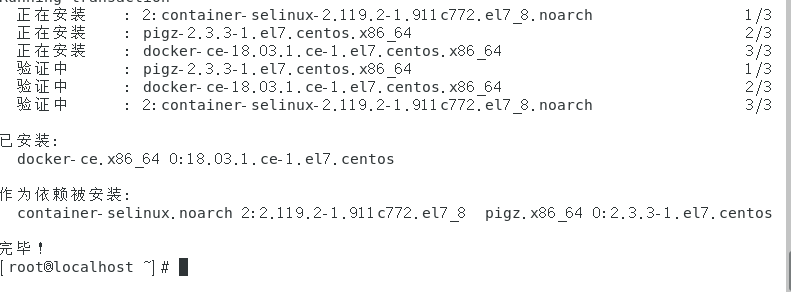 Running transaction
正在安装    : 2:container-selinux-2.119.2-1.911c772.el7_8.noarch    1/3
正在安装    : pigz-2.3.3-1.el7.centos.x86_64    2/3
正在安装    : docker-ce-18.03.1.ce-1.el7.centos.x86_64    3/3
验证中    : pigz-2.3.3-1.el7.centos.x86_64    1/3
验证中    : docker-ce-18.03.1.ce-1.el7.centos.x86_64    2/3
验证中    : 2:container-selinux-2.119.2-1.911c772.el7_8.noarch    3/3
已安装:
docker-ce.x86_64 0:18.03.1.ce-1.el7.centos
作为依赖被安装:
container-selinux.noarch 2:2.119.2-1.911c772.el7_8  pigz.x86_64 0:2.3.3-1.el7.centos
完毕！
[root@localhost ~]#